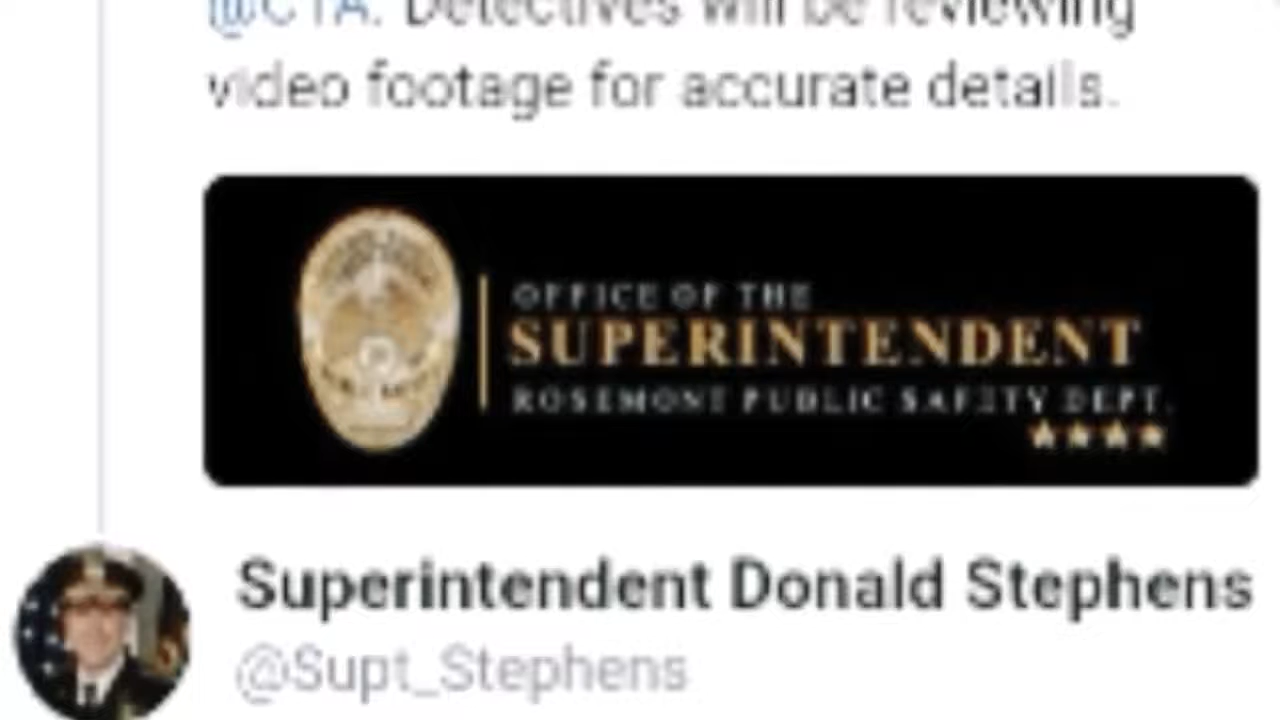 @CTA. Detectives will be reviewing
video footage for accurate details.
OFFICE OF THE
SUPERINTENDENT
ROSEMONT PUBLIC SAFETY DEPT.
Superintendent Donald Stephens
@Supt_Stephens